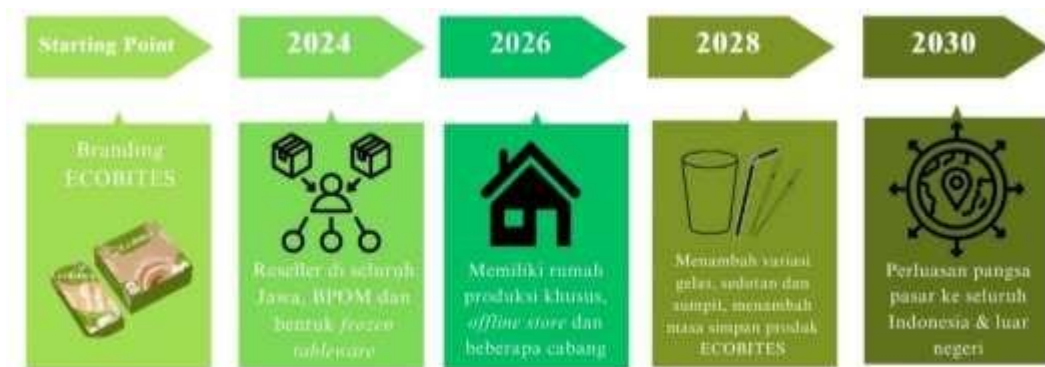 Starting Point
2024
2026
2028
2030
Branding
ECOBITES
Reseller di seluruh
Jawa, BPOM dan
bentuk frozen
tableware
Memiliki rumah
produksi khusus,
offline store dan
beberapa cabang
Menambah variasi
gelas, sedotan dan
sumpit, menambah
masa simpan produk
ECOBITES
Perluasan pangsa
pasar ke seluruh
Indonesia & luar
negeri